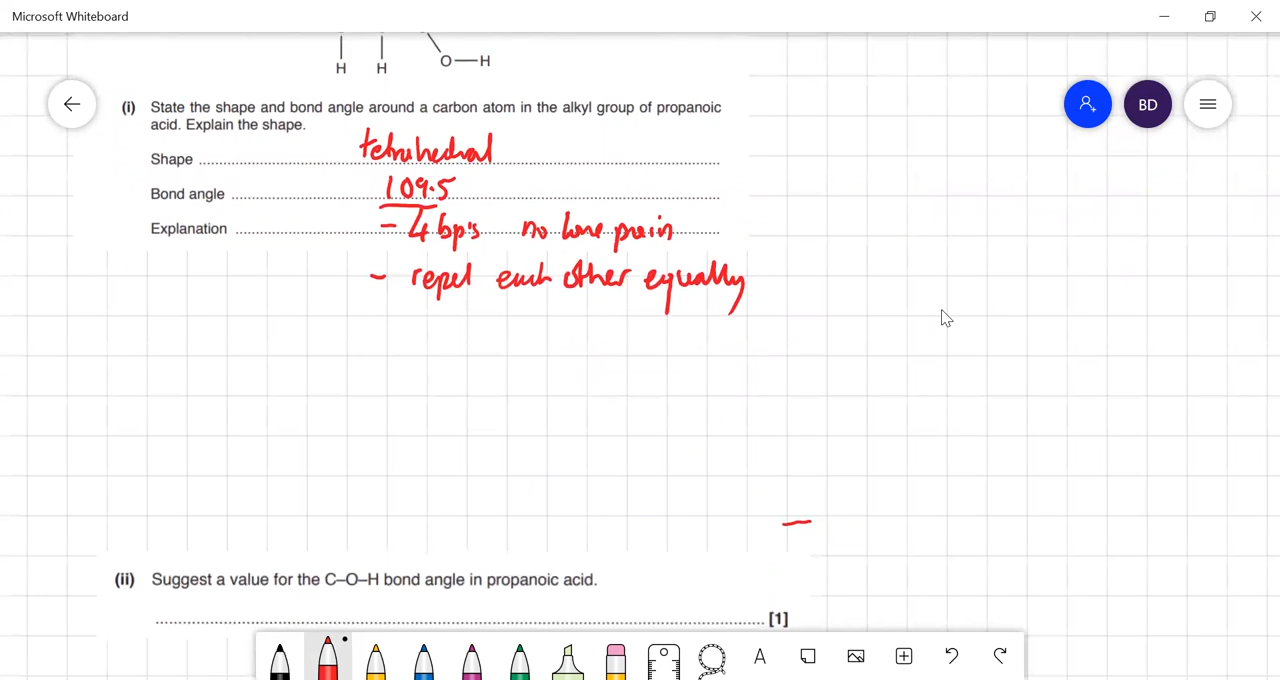 Microsoft Whiteboard
H H O—H
BD
(i) State the shape and bond angle around a carbon atom in the alkyl group of propanoic
acid. Explain the shape.
Shape tetrahedral
Bond angle 109.5
Explanation - 4 bp's no lone
- repel each other equally
(ii) Suggest a value for the C–O–H bond angle in propanoic acid.
[1]
A